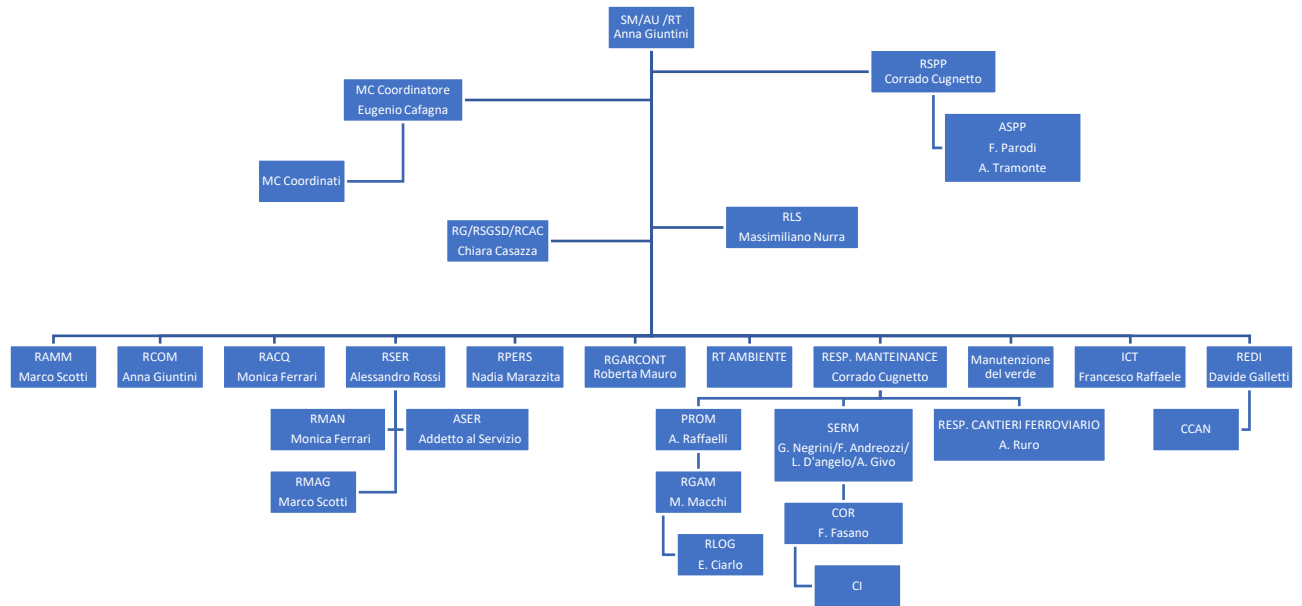 SM/AU /RT
Anna Giuntini
RSPP
Corrado Cugnetto
MC Coordinatore
Eugenio Cafagna
ASPP
F. Parodi
A. Tramonte
MC Coordinati
RLS
Massimiliano Nurra
RG/RSGSD/RCAC
Chiara Casazza
RAMM
Marco Scotti
RCOM
Anna Giuntini
RACQ
Monica Ferrari
RSER
Alessandro Rossi
RPERS
Nadia Marazzita
RGARCONT
Roberta Mauro
RT AMBIENTE
RESP. MANTEINANCE
Corrado Cugnetto
Manutenzione
del verde
ICT
Francesco Raffaele
REDI
Davide Galletti
RMAN
Monica Ferrari
ASER
Addetto al Servizio
PROM
A. Raffaelli
SERM
G. Negrini/F. Andreozzi/
L. D'angelo/A. Givo
RESP. CANTIERI FERROVIARIO
A. Ruro
CCAN
RMAG
Marco Scotti
RGAM
M. Macchi
COR
F. Fasano
RLOG
E. Ciarlo
CI